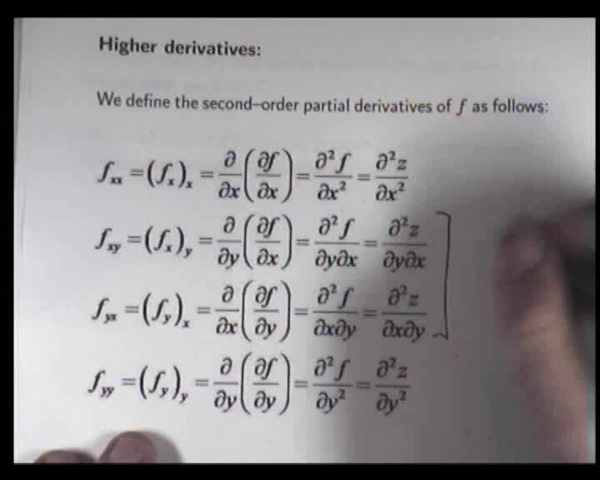 Higher derivatives:
We define the second-order partial derivatives of f as follows:
f_xx = (f_x)_x = ∂/∂x (∂f/∂x) = ∂²f/∂x² = ∂²z/∂x²
f_xy = (f_x)_y = ∂/∂y (∂f/∂x) = ∂²f/∂y∂x = ∂²z/∂y∂x
f_yx = (f_y)_x = ∂/∂x (∂f/∂y) = ∂²f/∂x∂y = ∂²z/∂x∂y
f_yy = (f_y)_y = ∂/∂y (∂f/∂y) = ∂²f/∂y² = ∂²z/∂y²